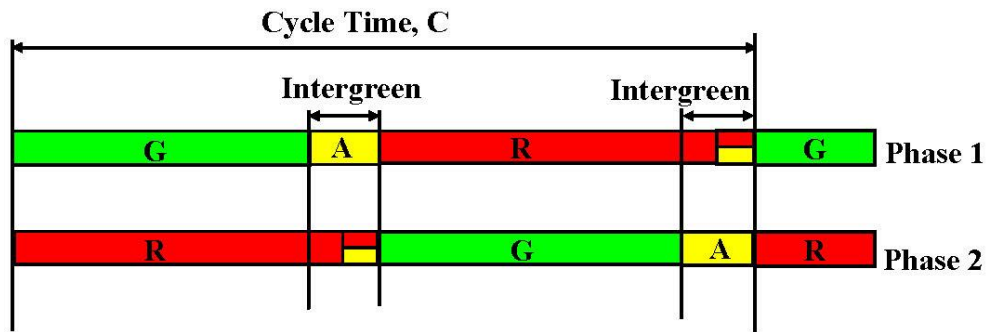 Cycle Time, C
Intergreen Intergreen
G A R G Phase 1
R G A R Phase 2